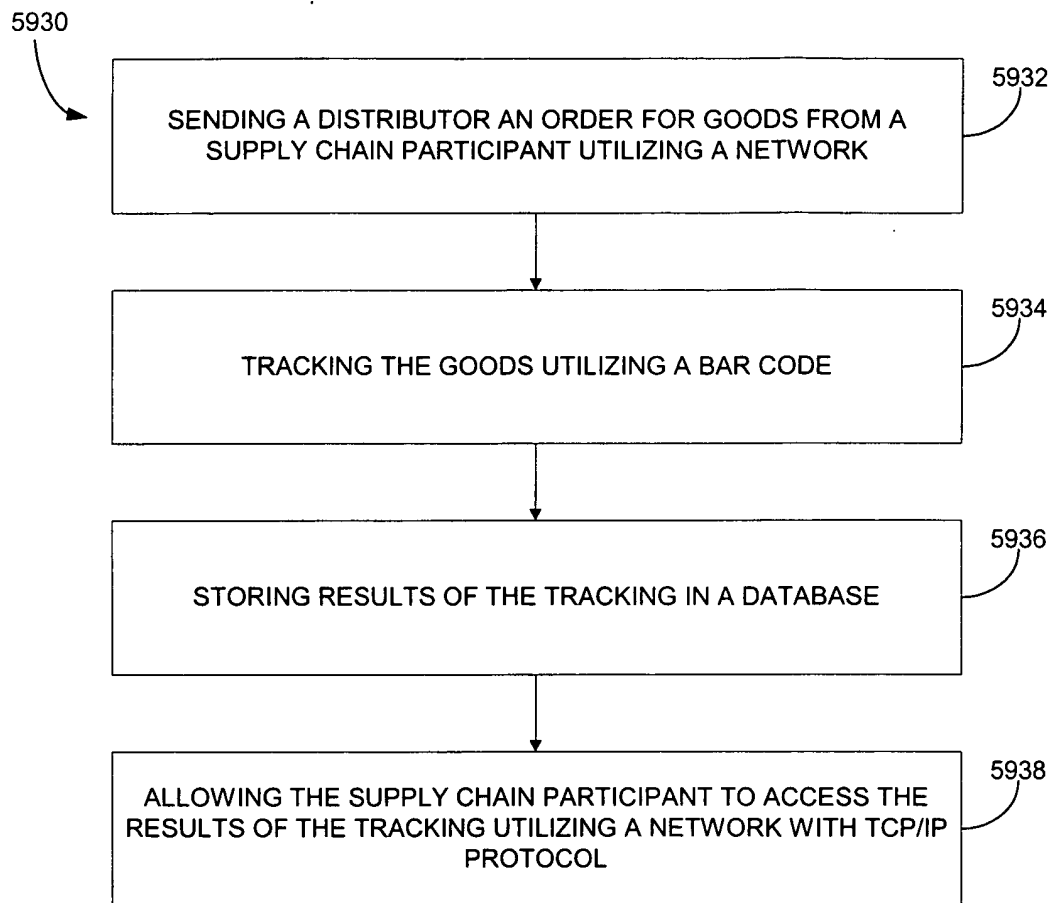 5930
5932
SENDING A DISTRIBUTOR AN ORDER FOR GOODS FROM A
SUPPLY CHAIN PARTICIPANT UTILIZING A NETWORK
5934
TRACKING THE GOODS UTILIZING A BAR CODE
5936
STORING RESULTS OF THE TRACKING IN A DATABASE
5938
ALLOWING THE SUPPLY CHAIN PARTICIPANT TO ACCESS THE
RESULTS OF THE TRACKING UTILIZING A NETWORK WITH TCP/IP
PROTOCOL